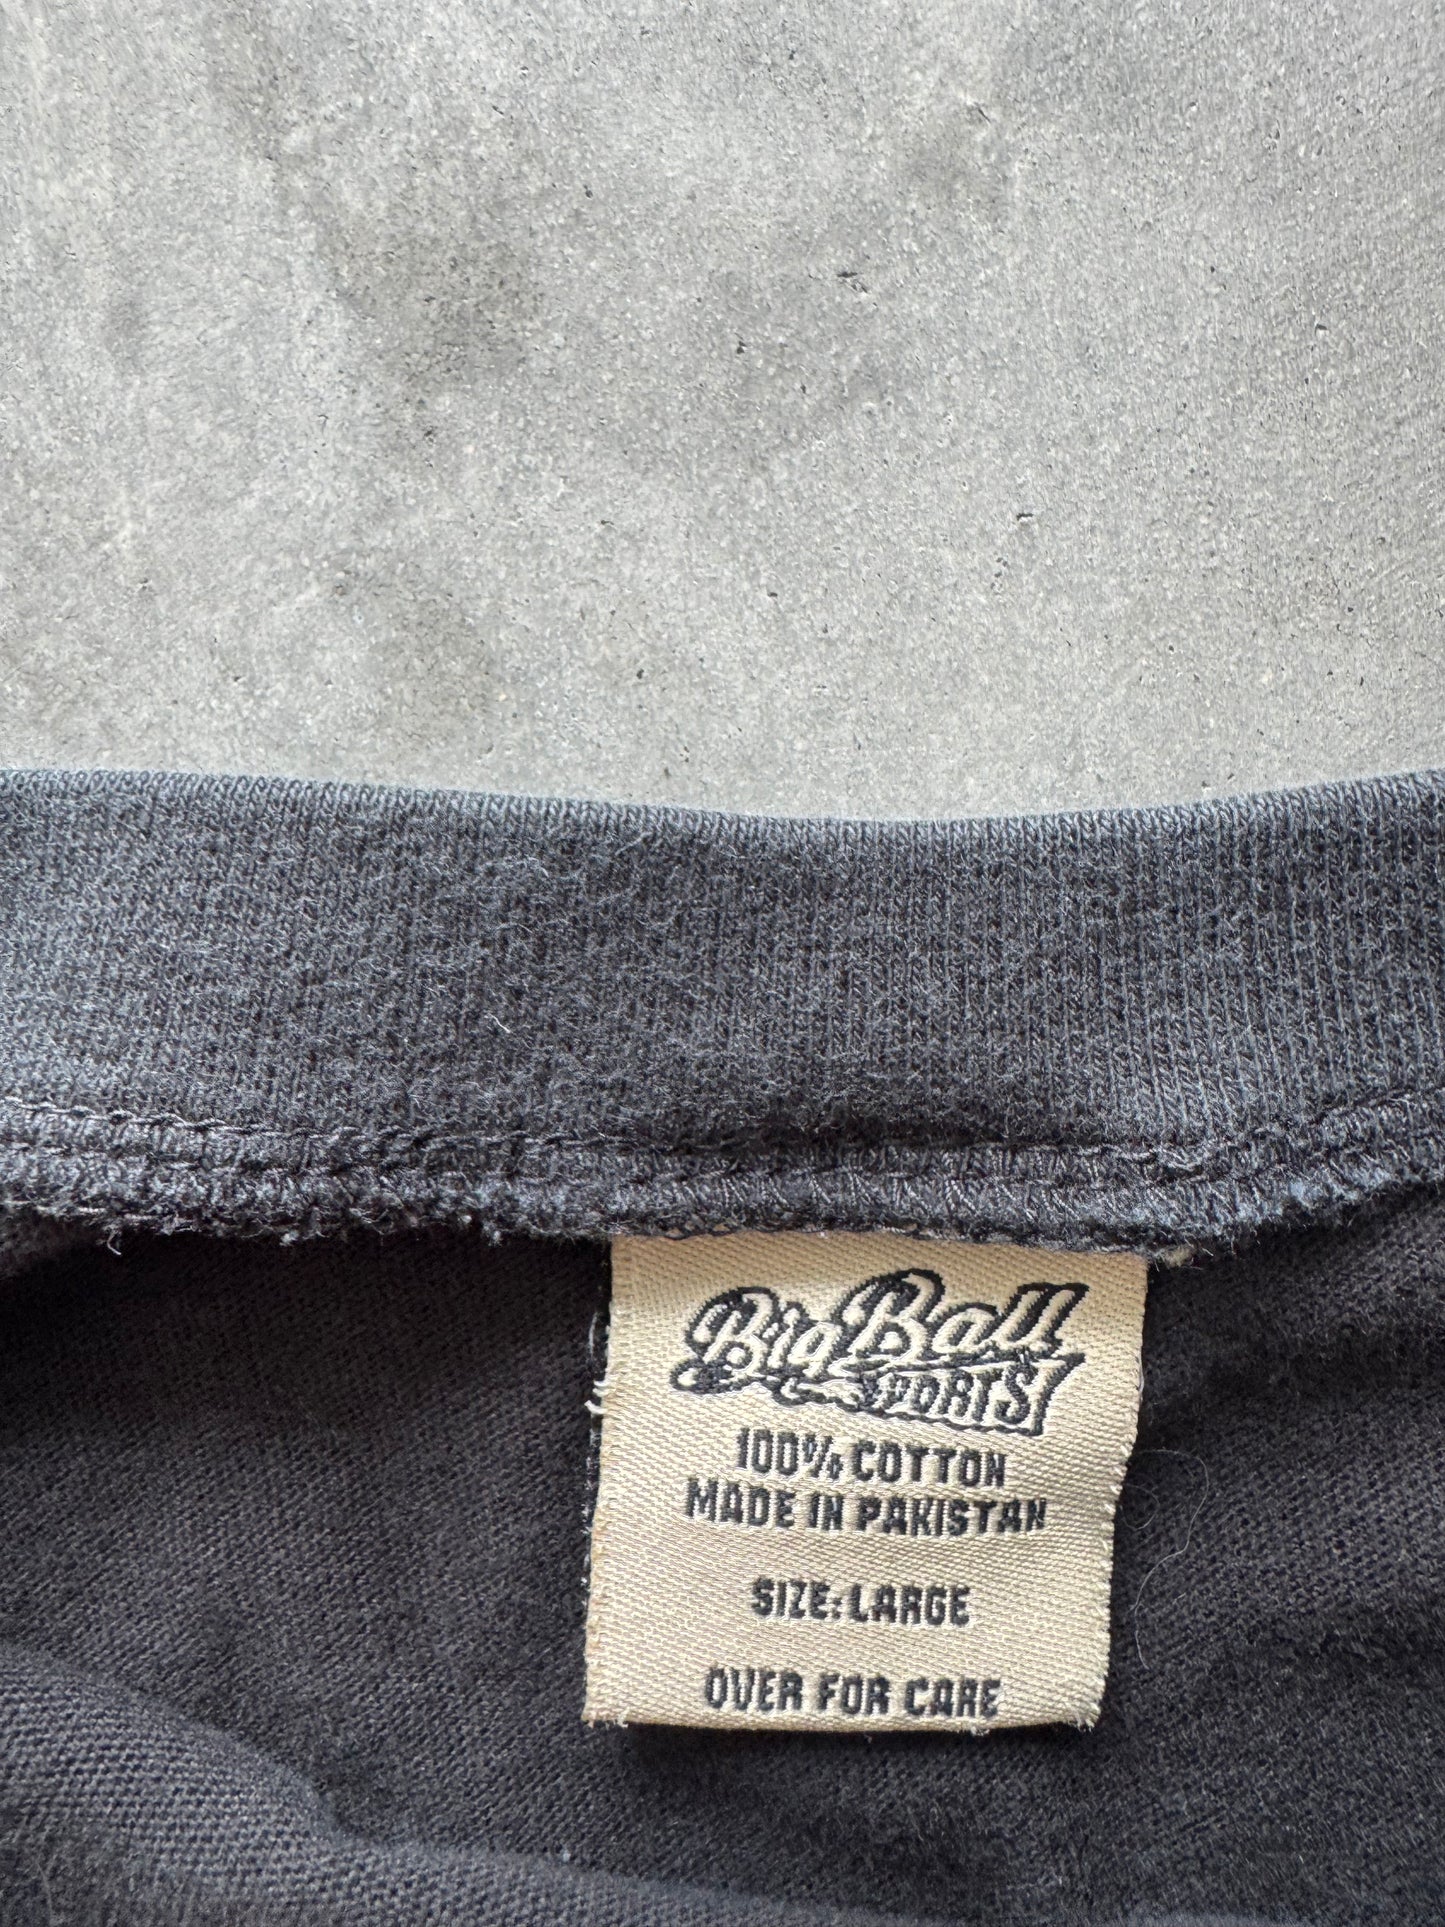 Big Ball
SPORTS
100% COTTON
MADE IN PAKISTAN
SIZE: LARGE
OVER FOR CARE